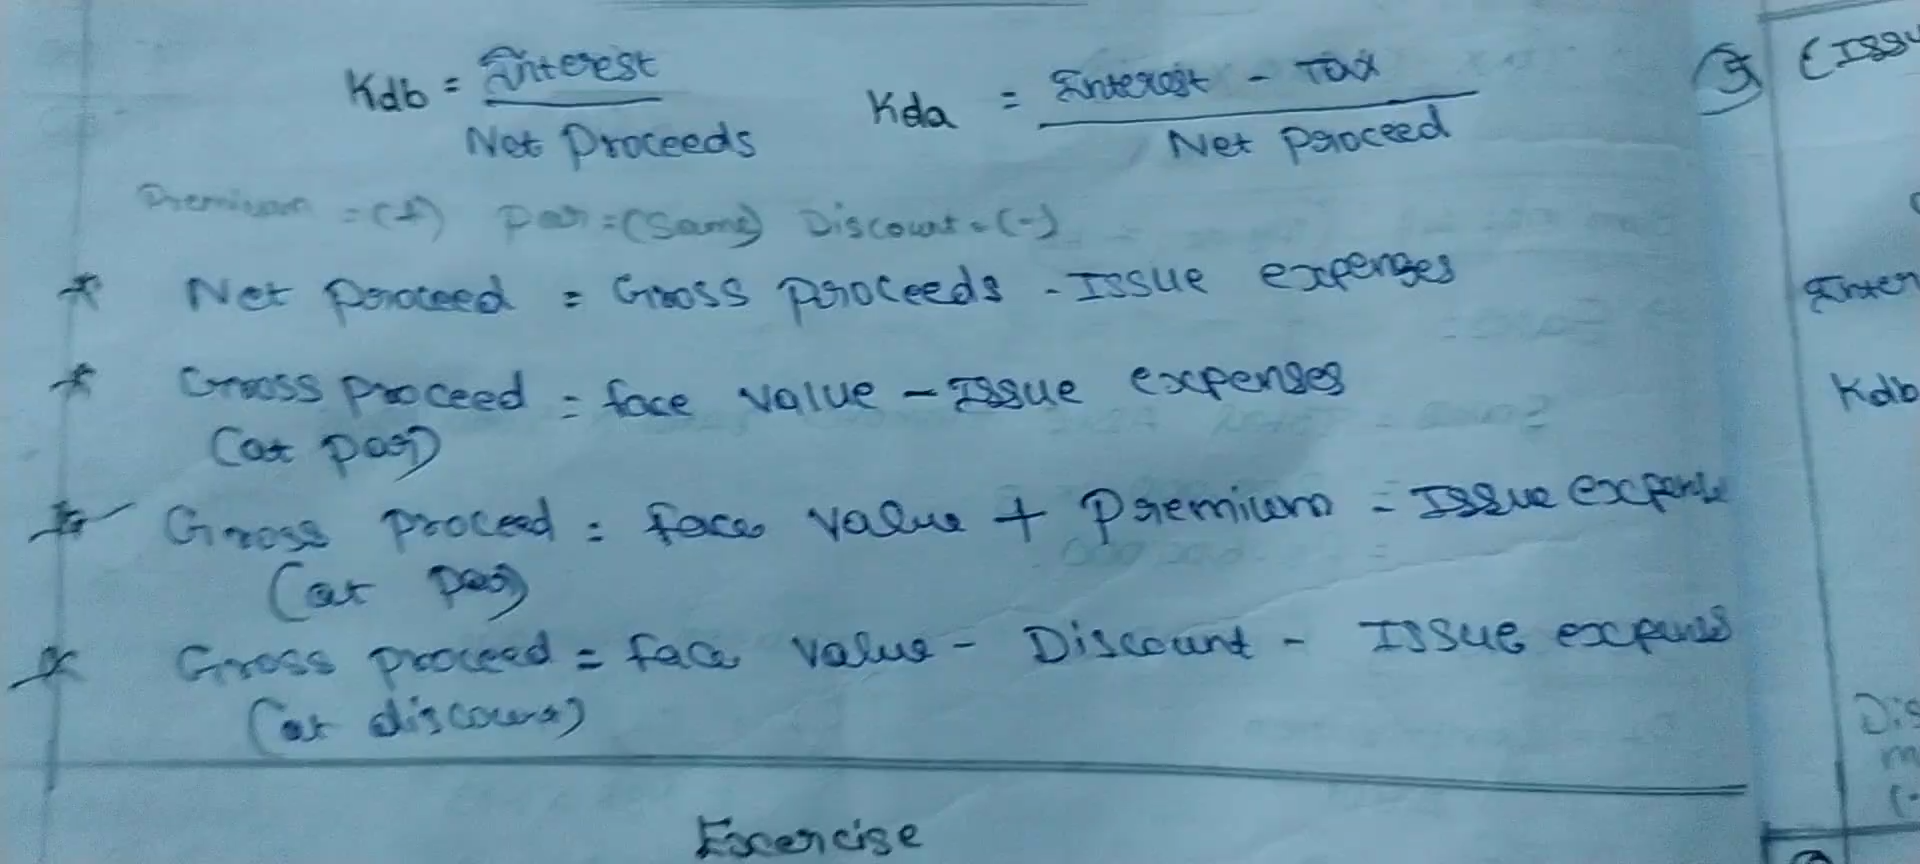 Kdb = Interest / Net Proceeds    Kda = Interest - Tax / Net Proceed
Premium = (+) Par = (Same) Discount = (-)
* Net Proceed = Gross Proceeds - Issue expenses
* Gross Proceed = face value - Issue expenses
(at par)
* Gross Proceed = face value + Premium - Issue expense
(at par)
* Gross Proceed = face value - Discount - Issue expenses
(at discount)
Exercise
(Issu
Inter
Kdb
Dis